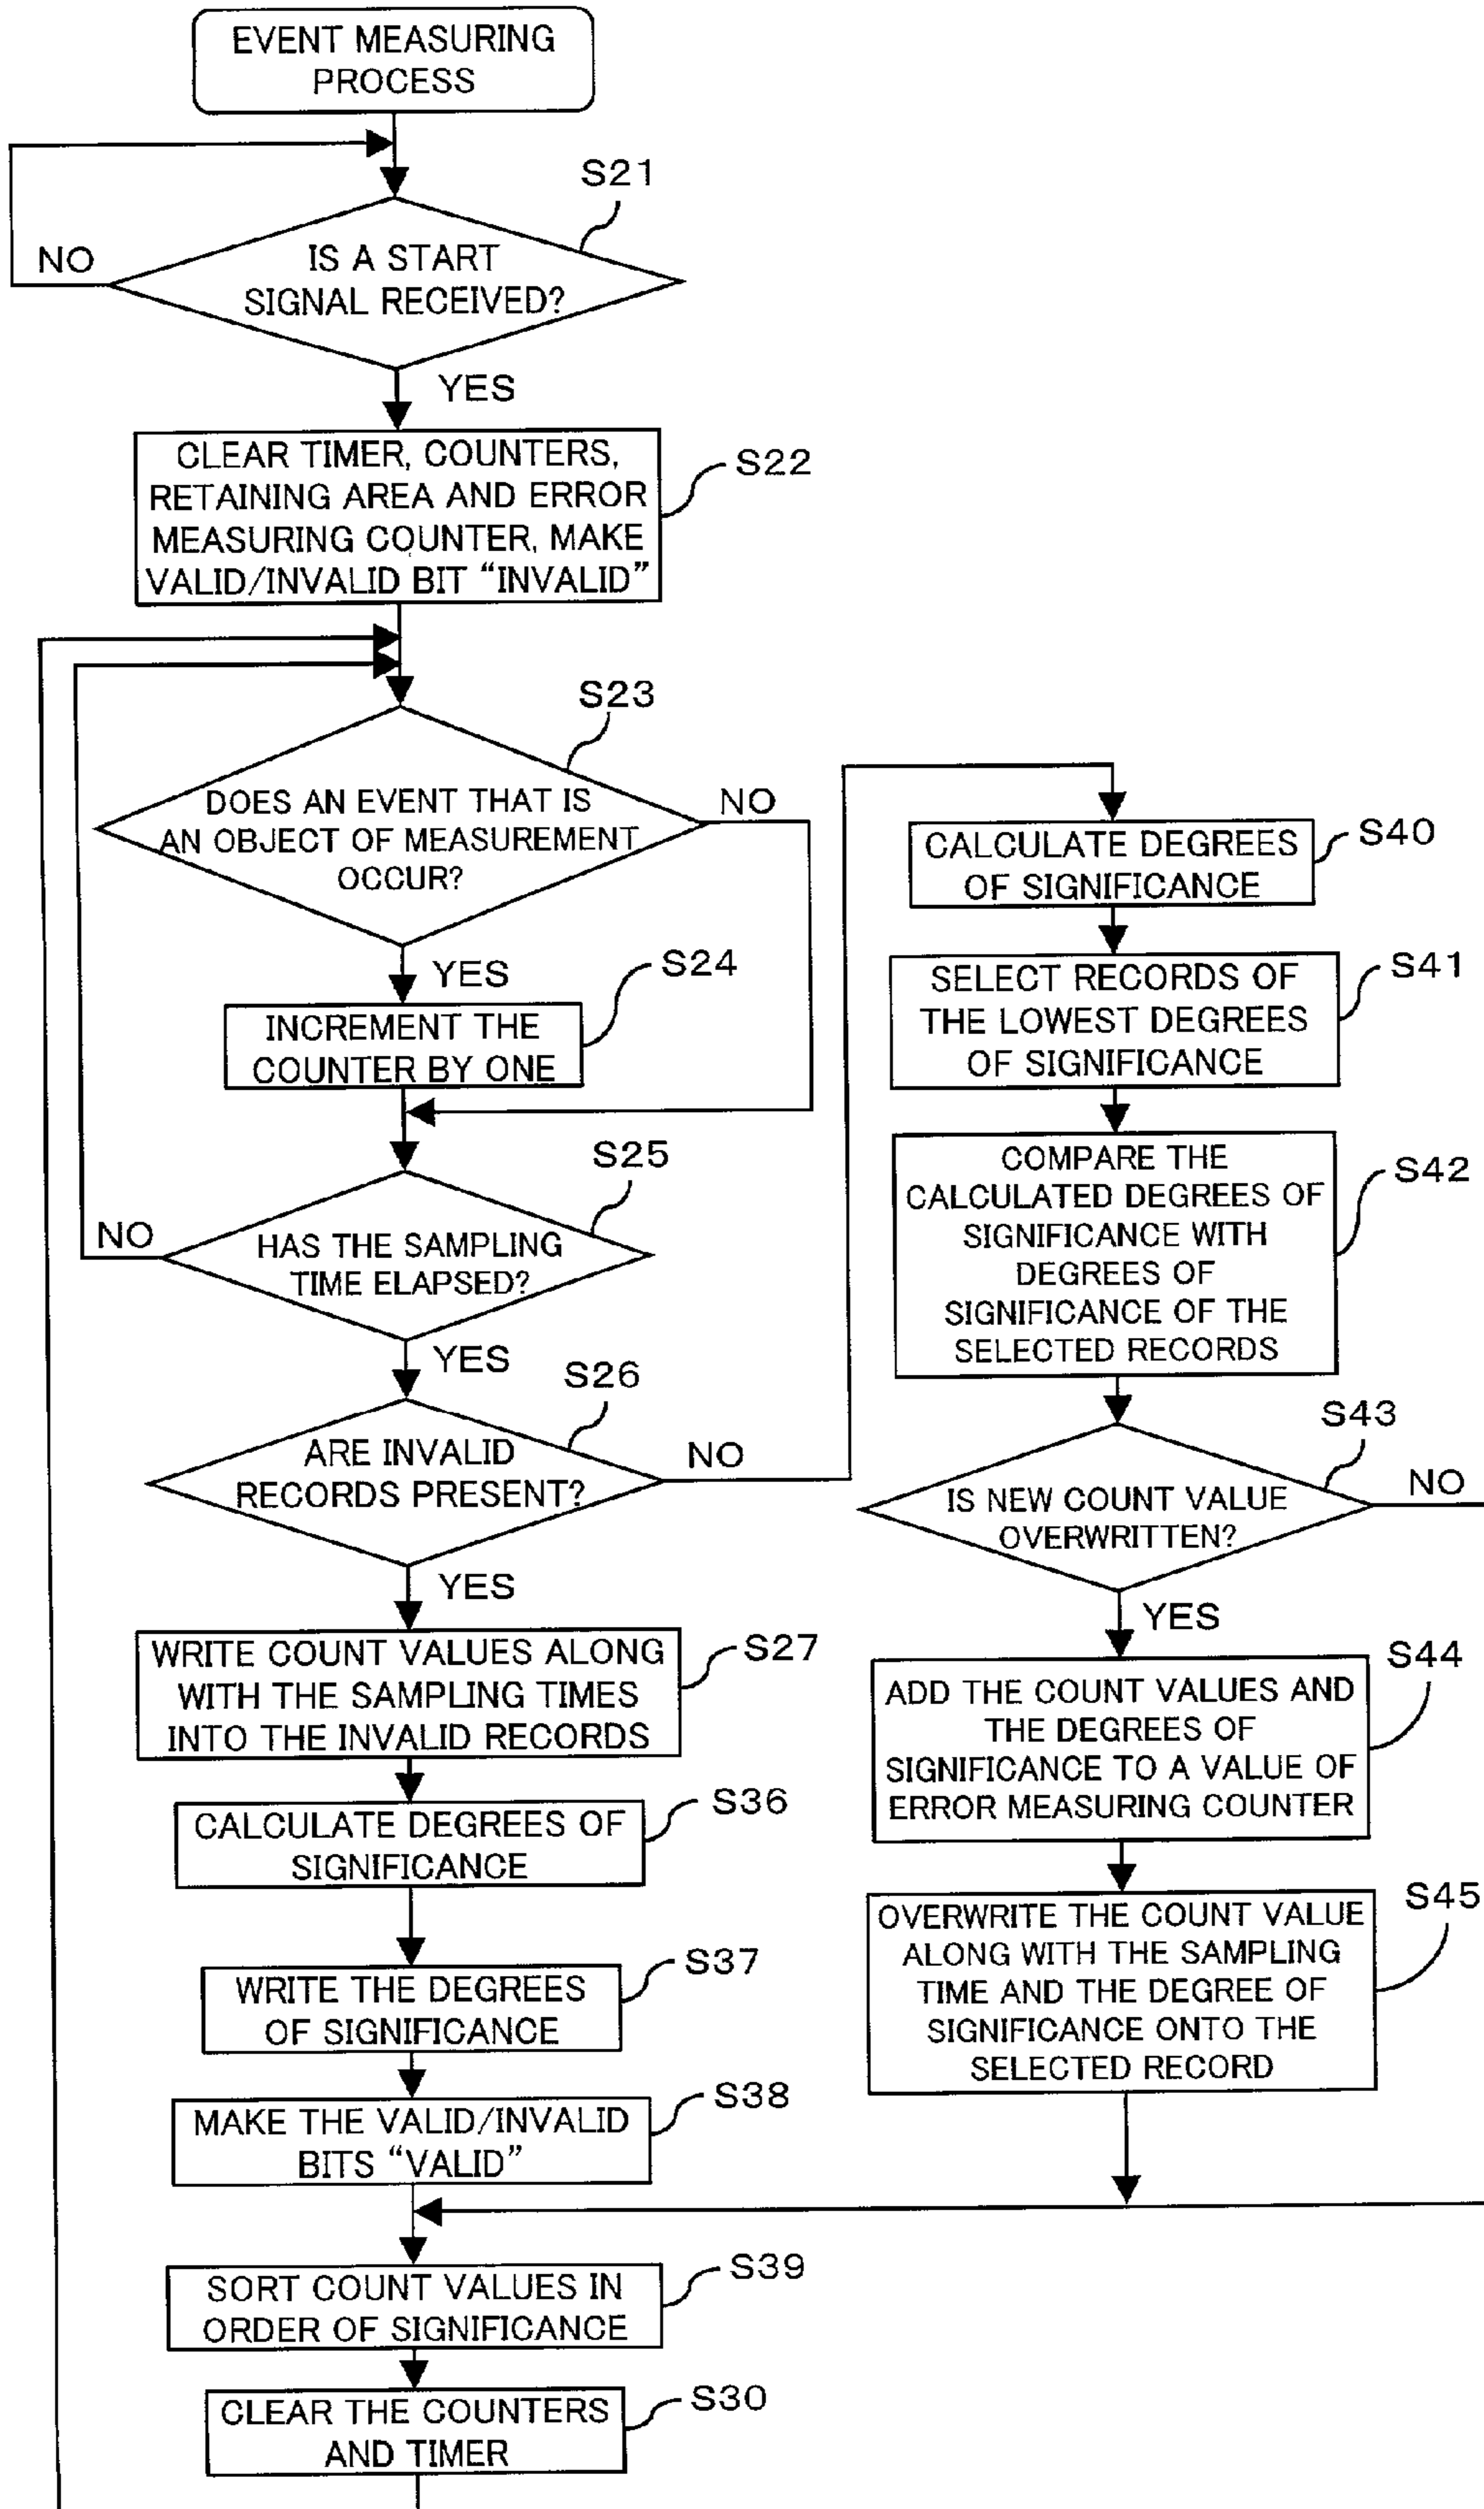 EVENT MEASURING
PROCESS
S21
NO
IS A START
SIGNAL RECEIVED?
YES
CLEAR TIMER, COUNTERS,
RETAINING AREA AND ERROR
MEASURING COUNTER, MAKE
VALID/INVALID BIT “INVALID”
S22
S23
DOES AN EVENT THAT IS
AN OBJECT OF MEASUREMENT
OCCUR?
NO
YES
S24
INCREMENT THE
COUNTER BY ONE
S25
NO
HAS THE SAMPLING
TIME ELAPSED?
YES
S26
ARE INVALID
RECORDS PRESENT?
NO
YES
WRITE COUNT VALUES ALONG
WITH THE SAMPLING TIMES
INTO THE INVALID RECORDS
S27
CALCULATE DEGREES OF
SIGNIFICANCE
S36
WRITE THE DEGREES
OF SIGNIFICANCE
S37
MAKE THE VALID/INVALID
BITS “VALID”
S38
SORT COUNT VALUES IN
ORDER OF SIGNIFICANCE
S39
CLEAR THE COUNTERS
AND TIMER
S30
CALCULATE DEGREES
OF SIGNIFICANCE
S40
SELECT RECORDS OF
THE LOWEST DEGREES
OF SIGNIFICANCE
S41
COMPARE THE
CALCULATED DEGREES OF
SIGNIFICANCE WITH
DEGREES OF
SIGNIFICANCE OF THE
SELECTED RECORDS
S42
S43
IS NEW COUNT VALUE
OVERWRITTEN?
NO
YES
S44
ADD THE COUNT VALUES AND
THE DEGREES OF
SIGNIFICANCE TO A VALUE OF
ERROR MEASURING COUNTER
S45
OVERWRITE THE COUNT VALUE
ALONG WITH THE SAMPLING
TIME AND THE DEGREE OF
SIGNIFICANCE ONTO THE
SELECTED RECORD